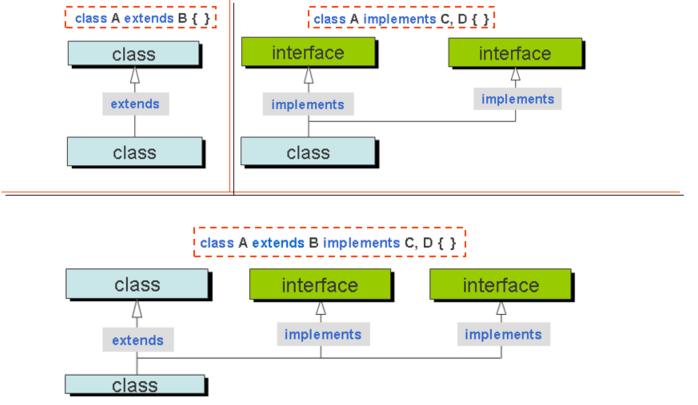 class A extends B { }
class
extends
class
class A implements C, D { }
interface interface
implements implements
class
class A extends B implements C, D { }
class interface interface
extends implements implements
class